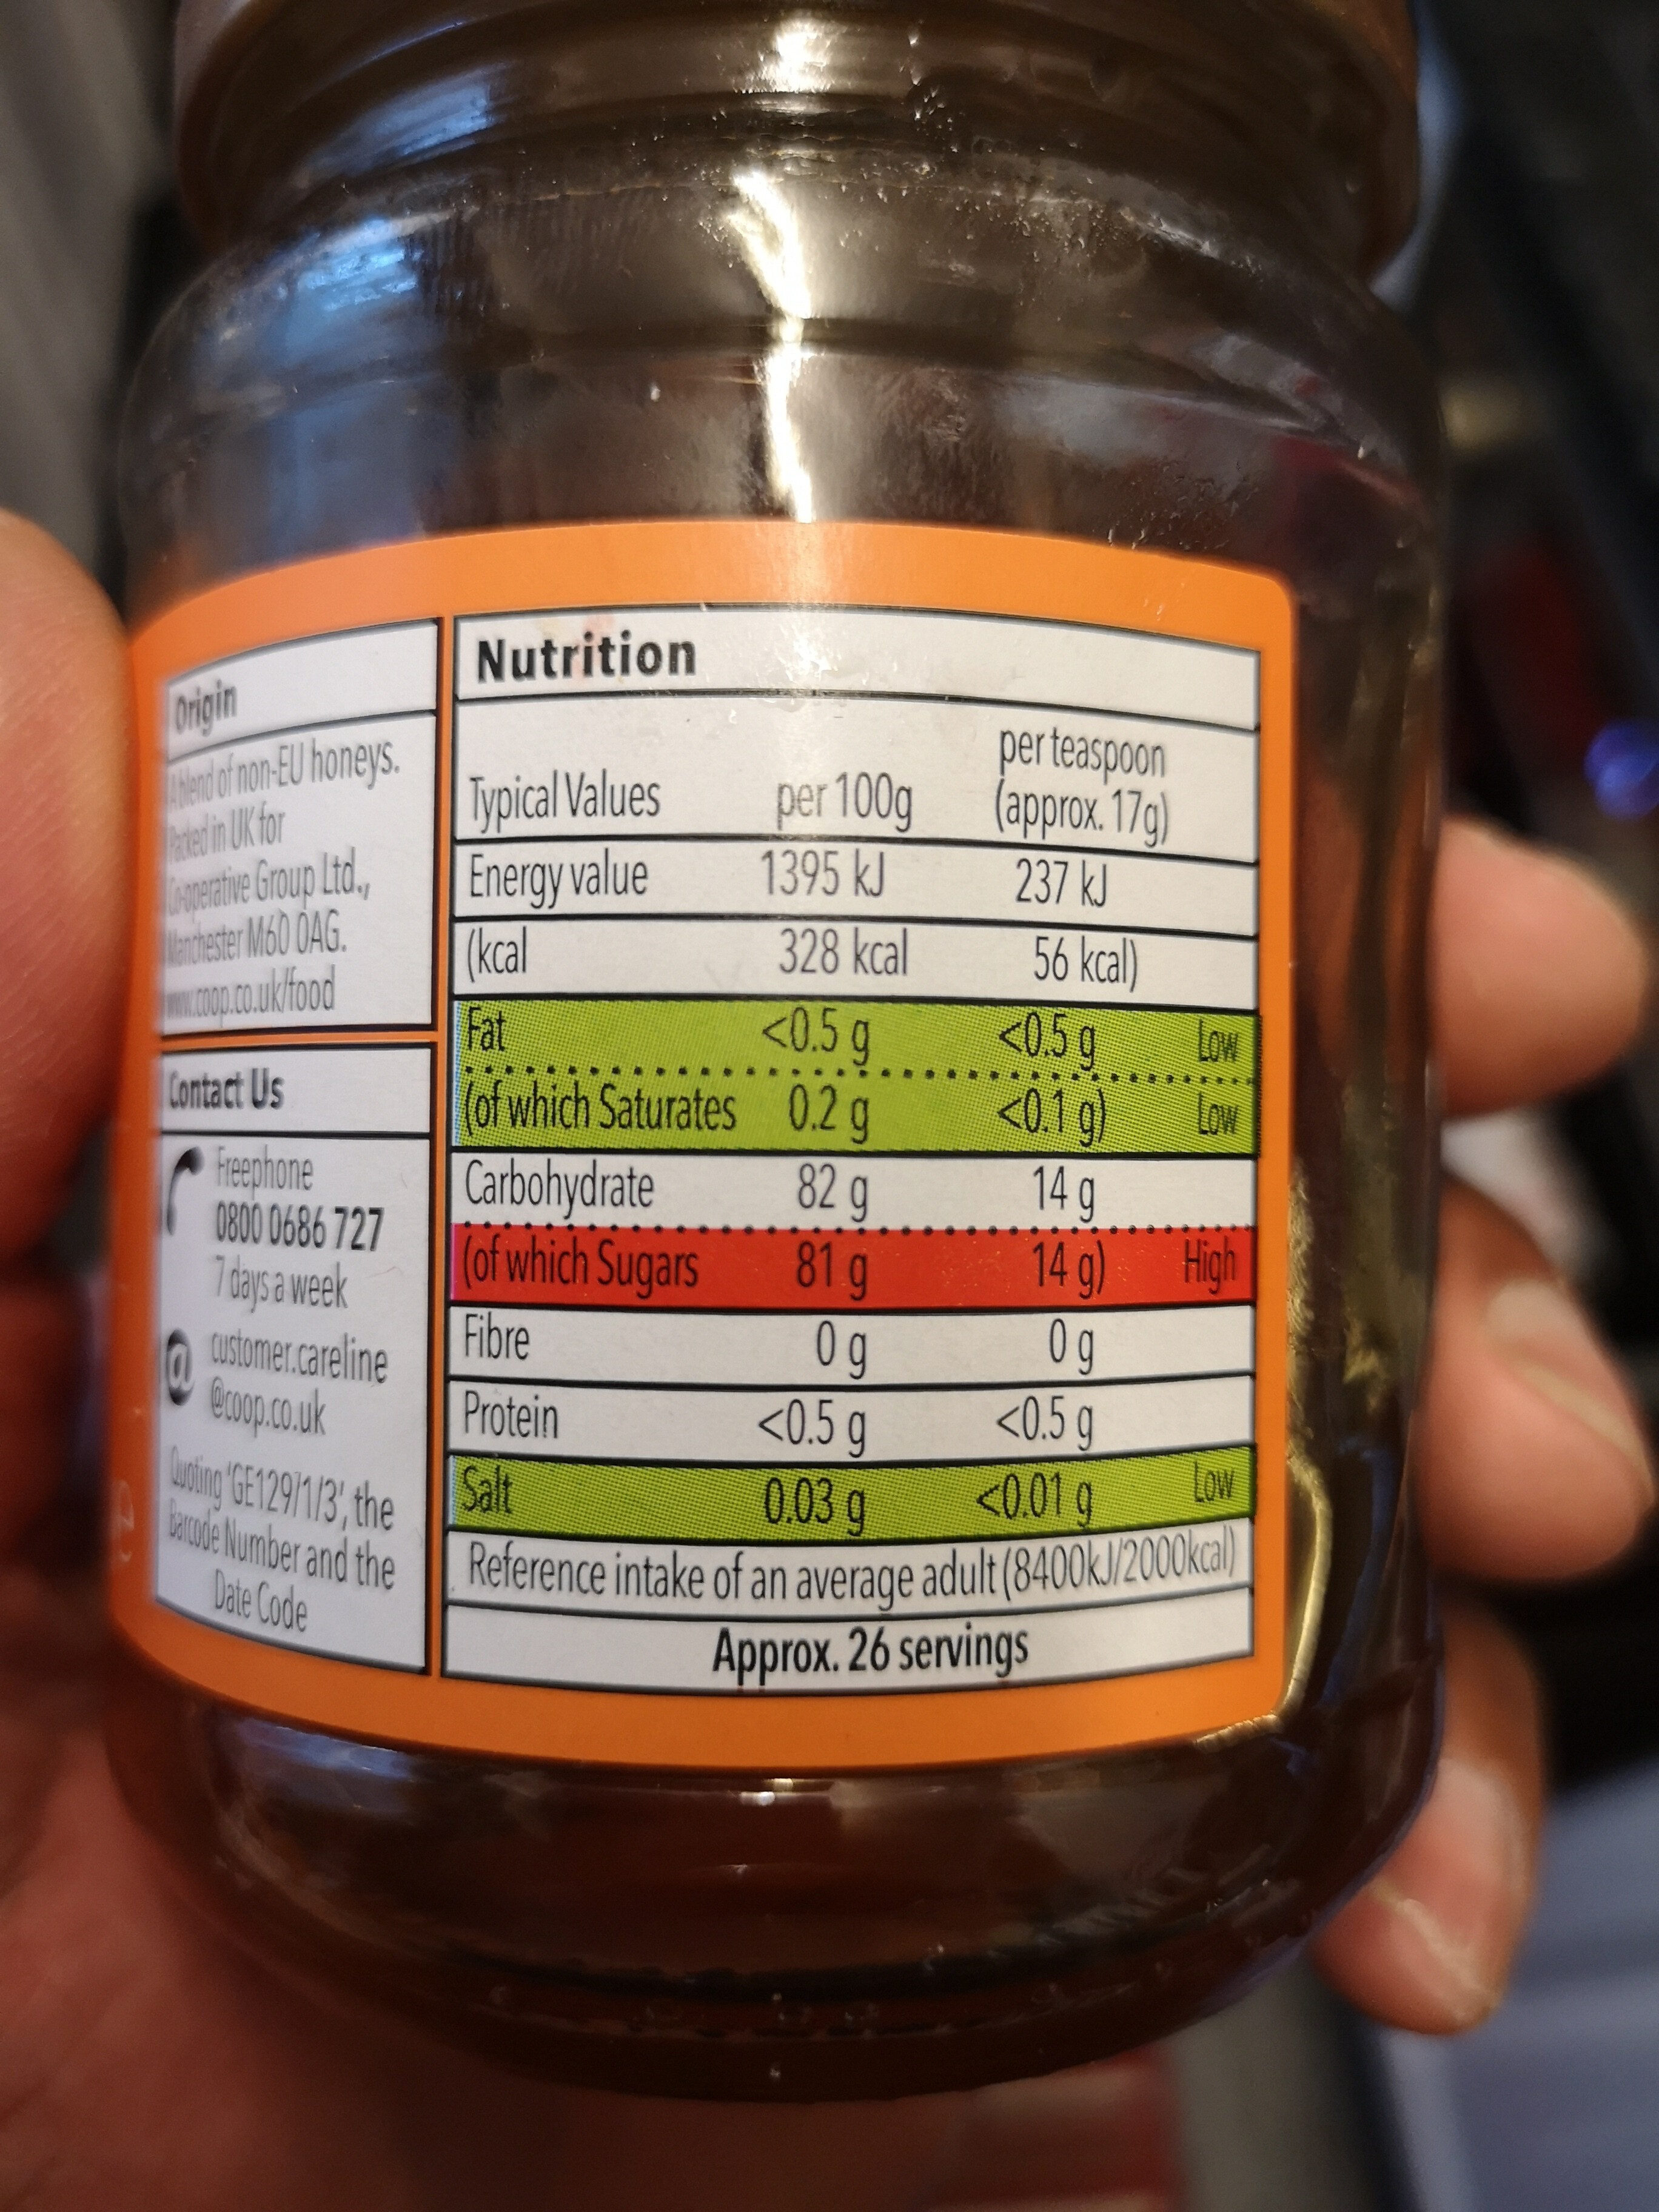 Origin
A blend of non-EU honeys.
Packed in UK for
Co-operative Group Ltd.,
Manchester M60 0AG.
www.coop.co.uk/food
Contact Us
Freephone
0800 0686 727
7 days a week
@ customer.careline
@coop.co.uk
Quoting 'GE129/1/3', the
Barcode Number and the
Date Code
Nutrition
Typical Values per 100g per teaspoon (approx. 17g)
Energy value 1395 kJ 237 kJ
(kcal 328 kcal 56 kcal)
Fat <0.5 g <0.5 g Low
(of which Saturates 0.2 g <0.1 g) Low
Carbohydrate 82 g 14 g
(of which Sugars 81 g 14 g) High
Fibre 0 g 0 g
Protein <0.5 g <0.5 g
Salt 0.03 g <0.01 g Low
Reference intake of an average adult (8400kJ/2000kcal)
Approx. 26 servings